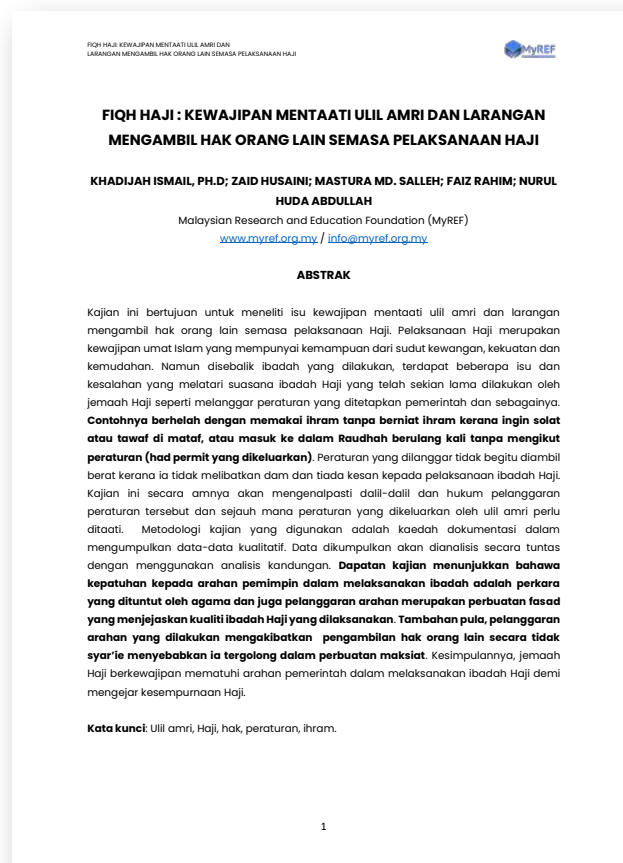 FIQH HAJI: KEWAJIPAN MENTAATI ULIL AMRI DAN
LARANGAN MENGAMBIL HAK ORANG LAIN SEMASA PELAKSANAAN HAJI
MyREF
FIQH HAJI : KEWAJIPAN MENTAATI ULIL AMRI DAN LARANGAN
MENGAMBIL HAK ORANG LAIN SEMASA PELAKSANAAN HAJI
KHADIJAH ISMAIL, PH.D; ZAID HUSAINI; MASTURA MD. SALLEH; FAIZ RAHIM; NURUL
HUDA ABDULLAH
Malaysian Research and Education Foundation (MyREF)
www.myref.org.my / info@myref.org.my
ABSTRAK
Kajian ini bertujuan untuk meneliti isu kewajipan mentaati ulil amri dan larangan
mengambil hak orang lain semasa pelaksanaan Haji. Pelaksanaan Haji merupakan
kewajipan umat Islam yang mempunyai kemampuan dari sudut kewangan, kekuatan dan
kemudahan. Namun disebalik ibadah yang dilakukan, terdapat beberapa isu dan
kesalahan yang melatari suasana ibadah Haji yang telah sekian lama dilakukan oleh
jemaah Haji seperti melanggar peraturan yang ditetapkan pemerintah dan sebagainya.
Contohnya berhelah dengan memakai ihram tanpa berniat ihram kerana ingin solat
atau tawaf di mataf, atau masuk ke dalam Raudhah berulang kali tanpa mengikut
peraturan (had permit yang dikeluarkan). Peraturan yang dilanggar tidak begitu diambil
berat kerana ia tidak melibatkan dam dan tiada kesan kepada pelaksanaan ibadah Haji.
Kajian ini secara amnya akan mengenalpasti dalil-dalil dan hukum pelanggaran
peraturan tersebut dan sejauh mana peraturan yang dikeluarkan oleh ulil amri perlu
ditaati. Metodologi kajian yang digunakan adalah kaedah dokumentasi dalam
mengumpulkan data-data kualitatif. Data dikumpulkan akan dianalisis secara tuntas
dengan menggunakan analisis kandungan. Dapatan kajian menunjukkan bahawa
kepatuhan kepada arahan pemimpin dalam melaksanakan ibadah adalah perkara
yang dituntut oleh agama dan juga pelanggaran arahan merupakan perbuatan fasad
yang menjejaskan kualiti ibadah Haji yang dilaksanakan. Tambahan pula, pelanggaran
arahan yang dilakukan mengakibatkan pengambilan hak orang lain secara tidak
syar’ie menyebabkan ia tergolong dalam perbuatan maksiat. Kesimpulannya, jemaah
Haji berkewajipan mematuhi arahan pemerintah dalam melaksanakan ibadah Haji demi
mengejar kesempurnaan Haji.
Kata kunci: Ulil amri, Haji, hak, peraturan, ihram.
1